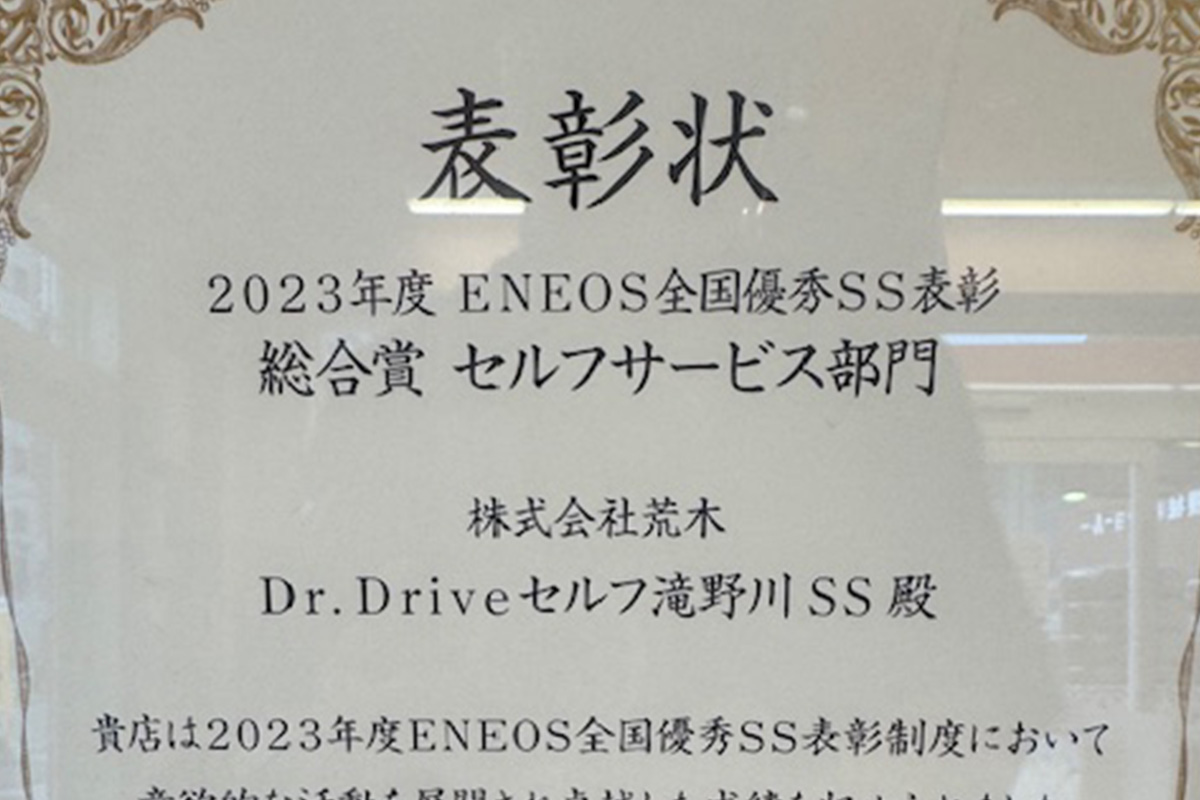 表彰状
2023年度 ENEOS全国優秀SS表彰
総合賞 セルフサービス部門
株式会社荒木
Dr.Driveセルフ滝野川SS殿
貴店は2023年度ENEOS全国優秀SS表彰制度において